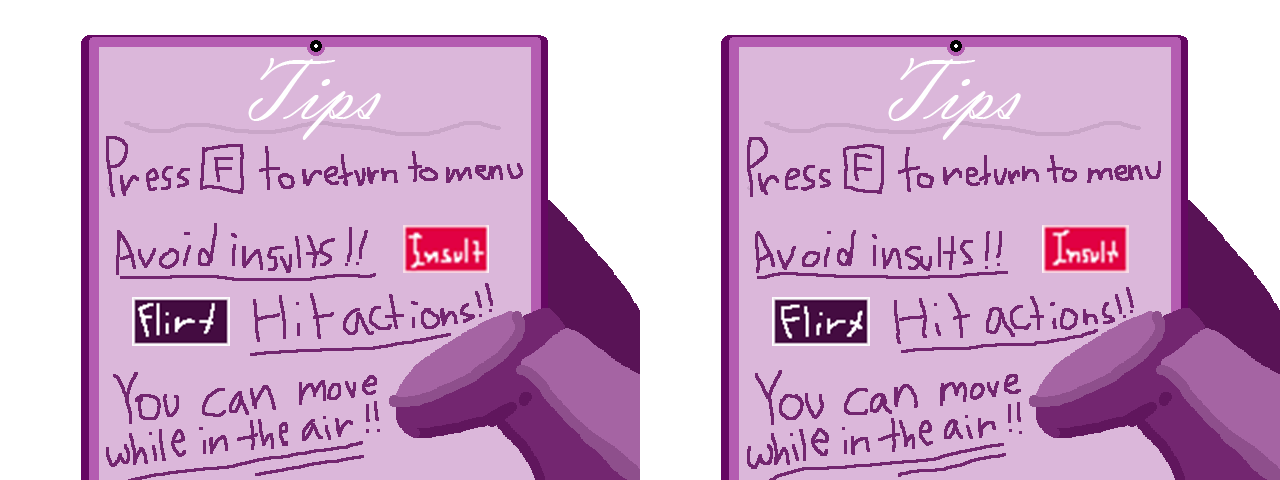 Tips
Press F to return to menu
Avoid insults!! Insult
Flirt Hit actions!!
You can move
while in the air!!
Tips
Press F to return to menu
Avoid insults!! Insult
Flirt Hit actions!!
You can move
while in the air!!